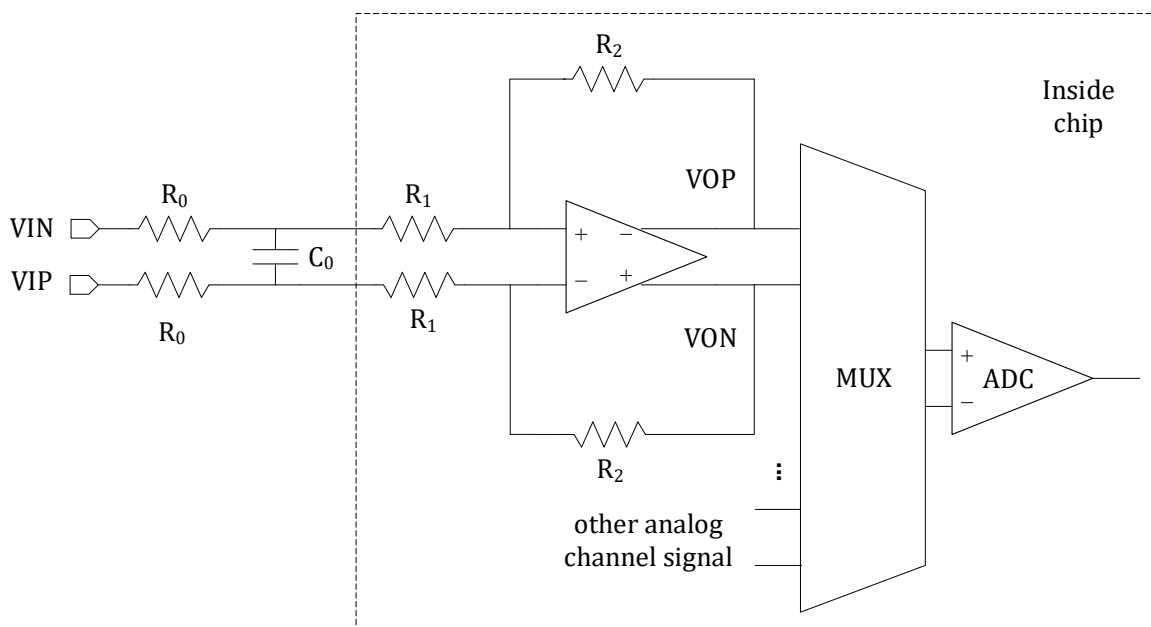 R₂
Inside
chip
VOP
R₀
R₁
VIN
+ −
C₀
VIP
− +
R₀
R₁
VON
MUX
+
ADC
−
R₂
⋮
other analog
channel signal